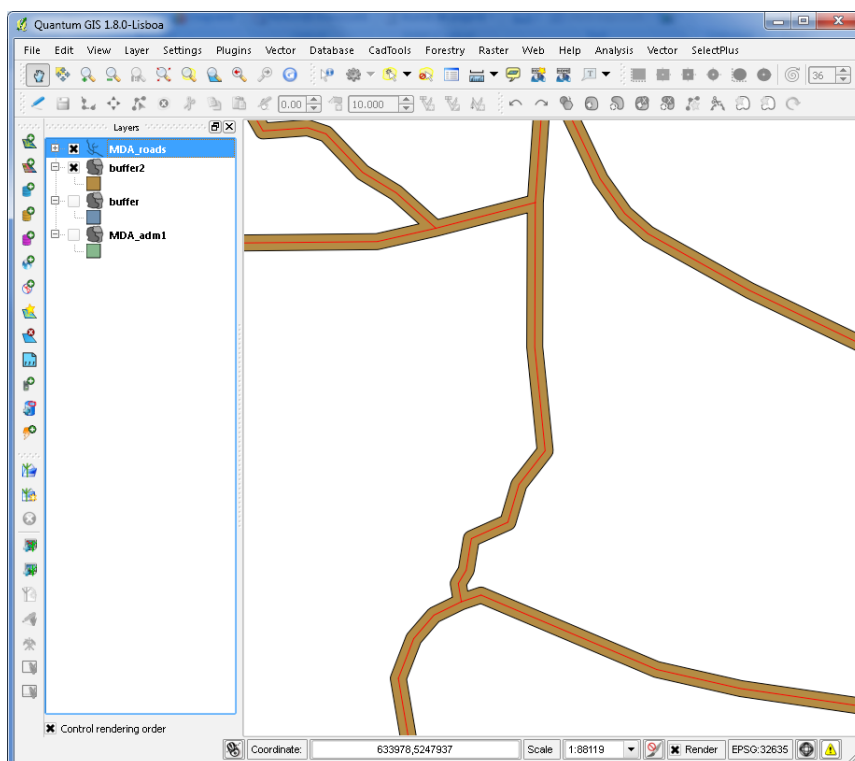 Quantum GIS 1.8.0-Lisboa
File Edit View Layer Settings Plugins Vector Database CadTools Forestry Raster Web Help Analysis Vector SelectPlus
36
0.00 10.000
Layers
MDA_roads
buffer2
buffer
MDA_adm1
Control rendering order
Coordinate: 633978,5247937 Scale 1:88119 Render EPSG:32635